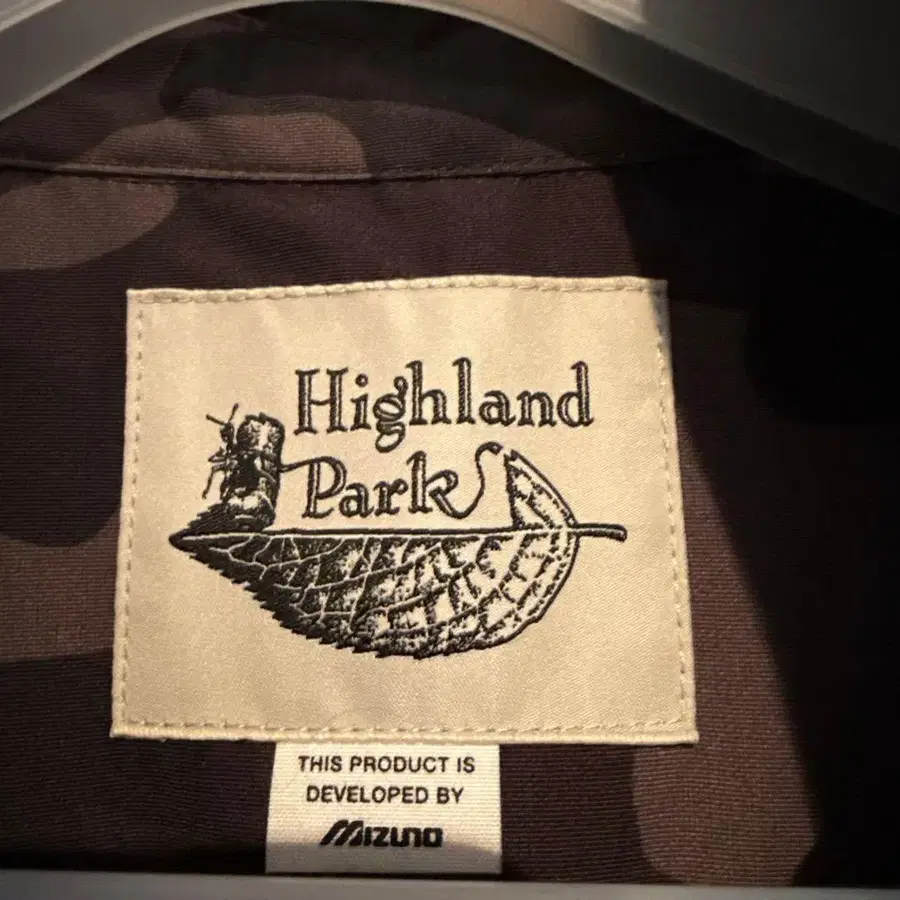 Highland
Park
THIS PRODUCT IS
DEVELOPED BY
MIZUNO